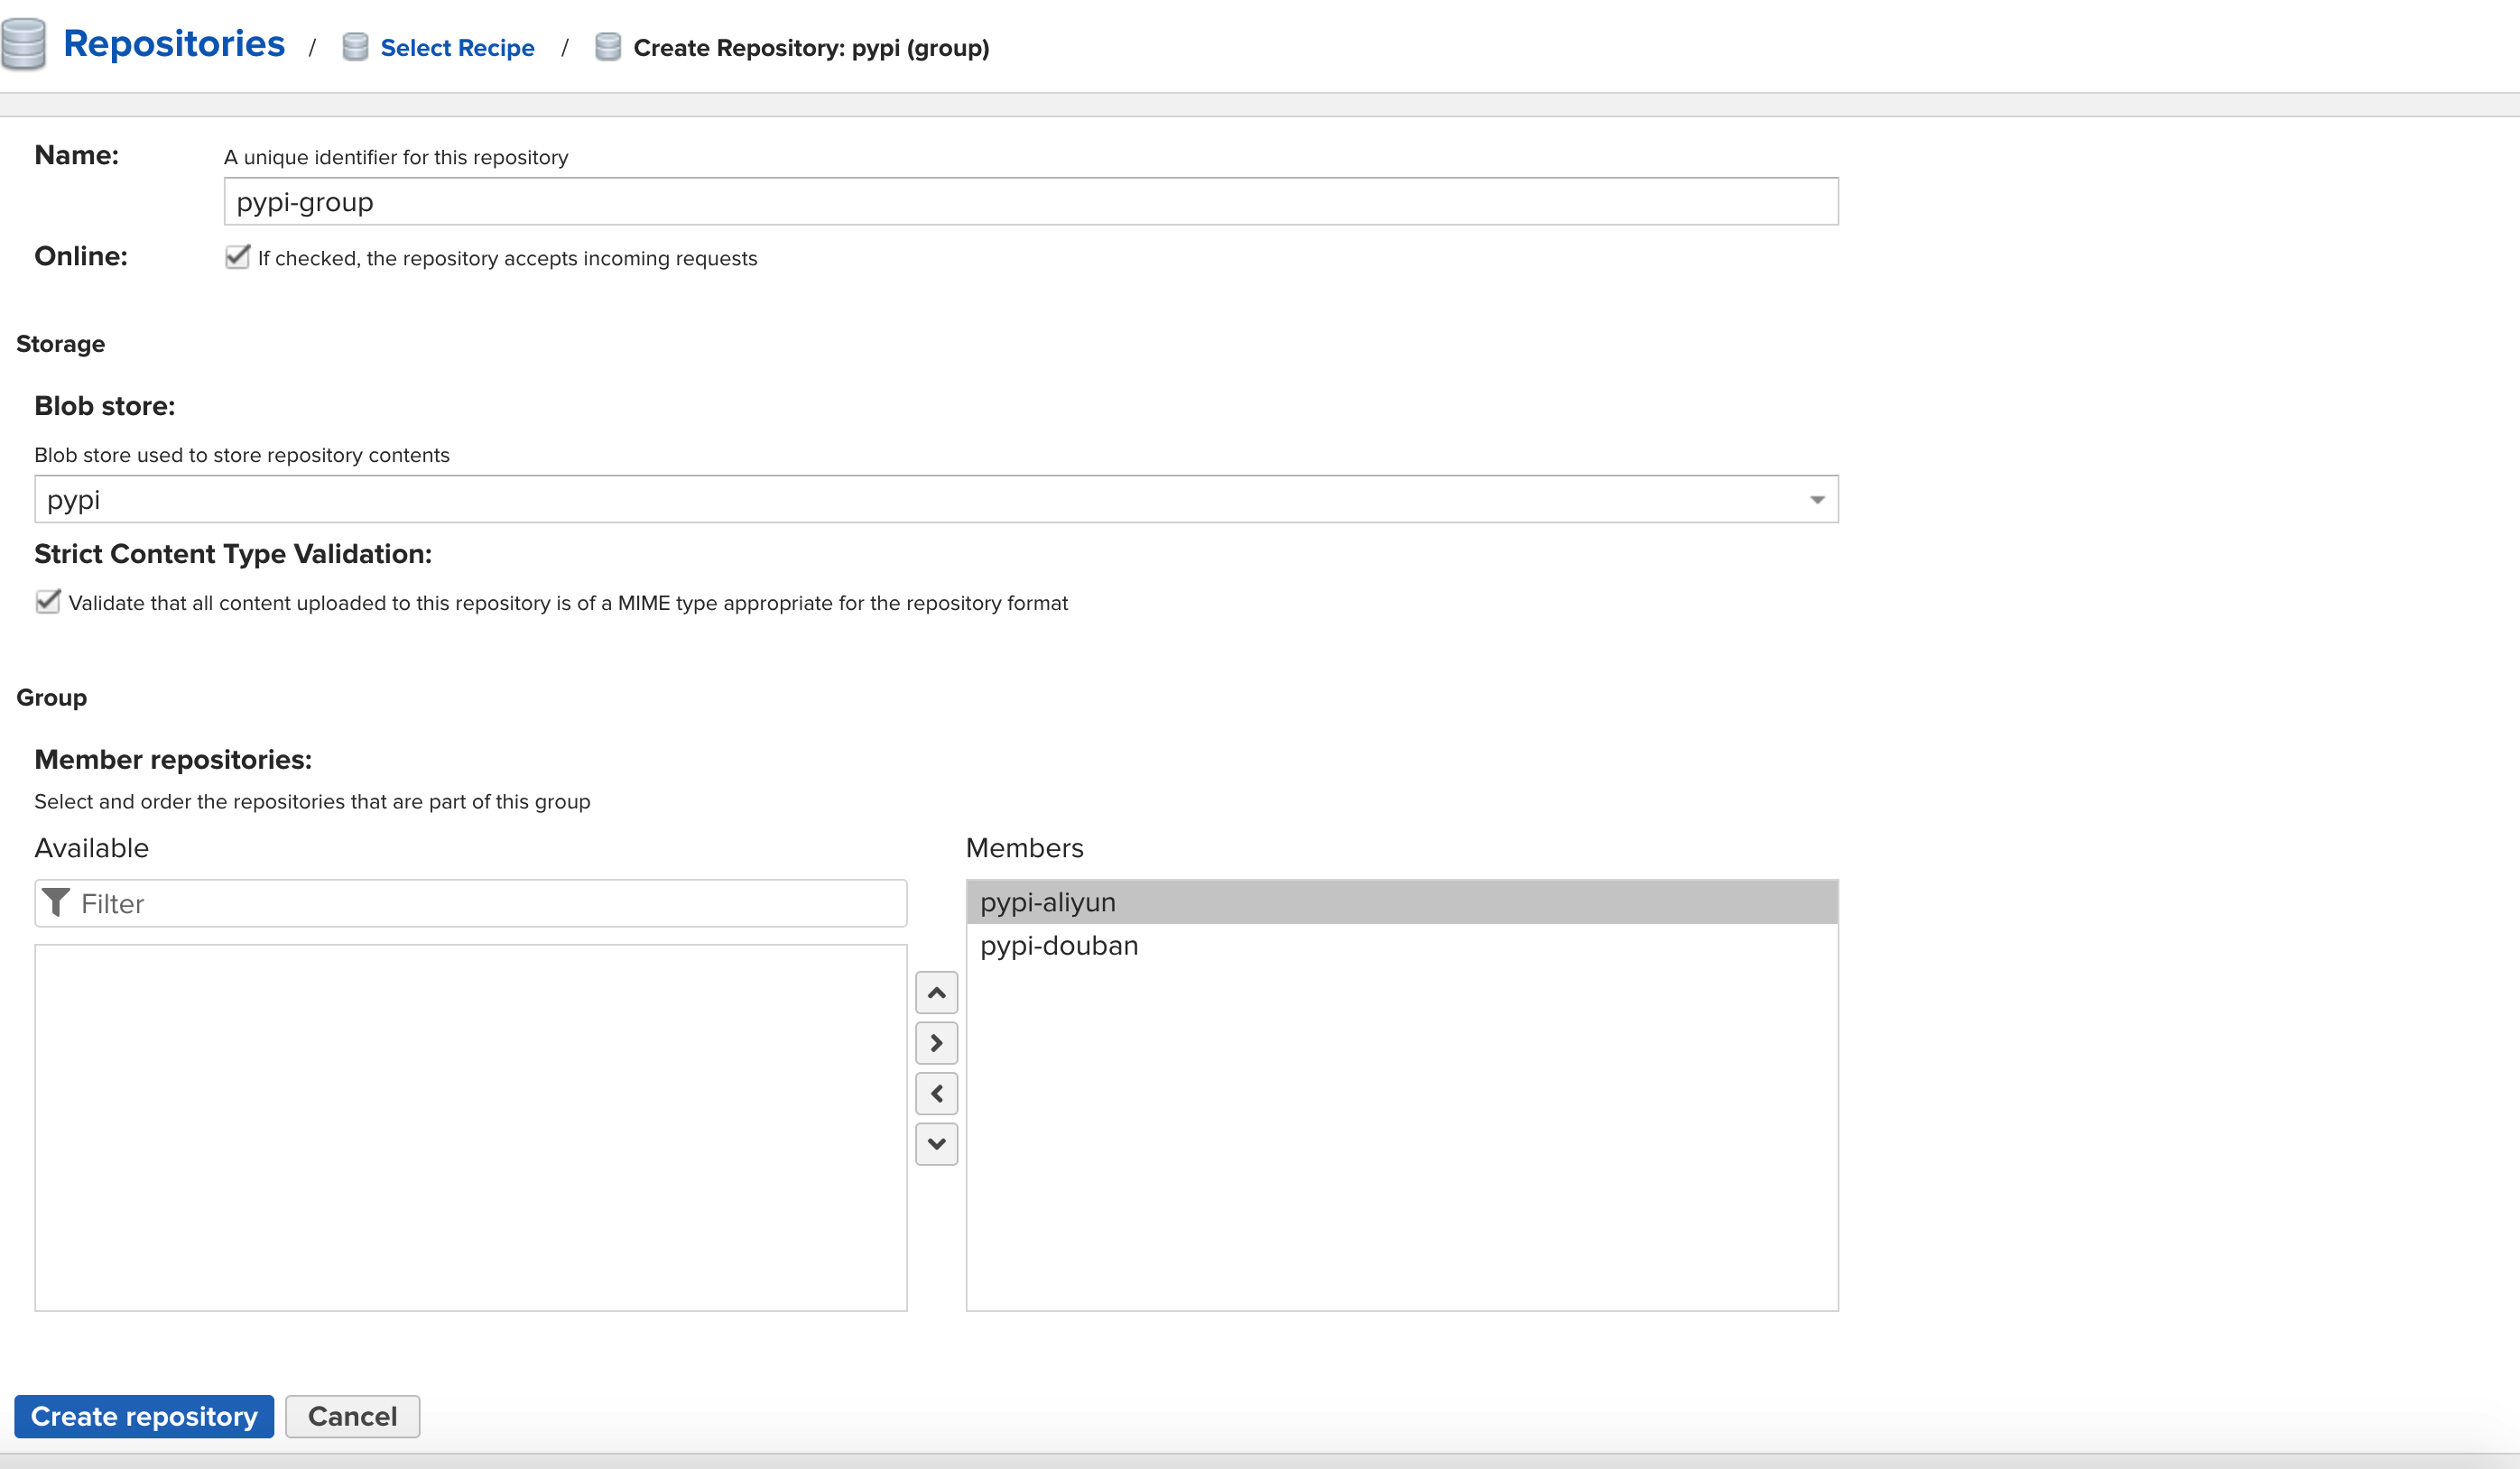 Repositories / Select Recipe / Create Repository: pypi (group)
Name:
A unique identifier for this repository
pypi-group
Online:
If checked, the repository accepts incoming requests
Storage
Blob store:
Blob store used to store repository contents
pypi
Strict Content Type Validation:
Validate that all content uploaded to this repository is of a MIME type appropriate for the repository format
Group
Member repositories:
Select and order the repositories that are part of this group
Available
Filter
Members
pypi-aliyun
pypi-douban
Create repository
Cancel